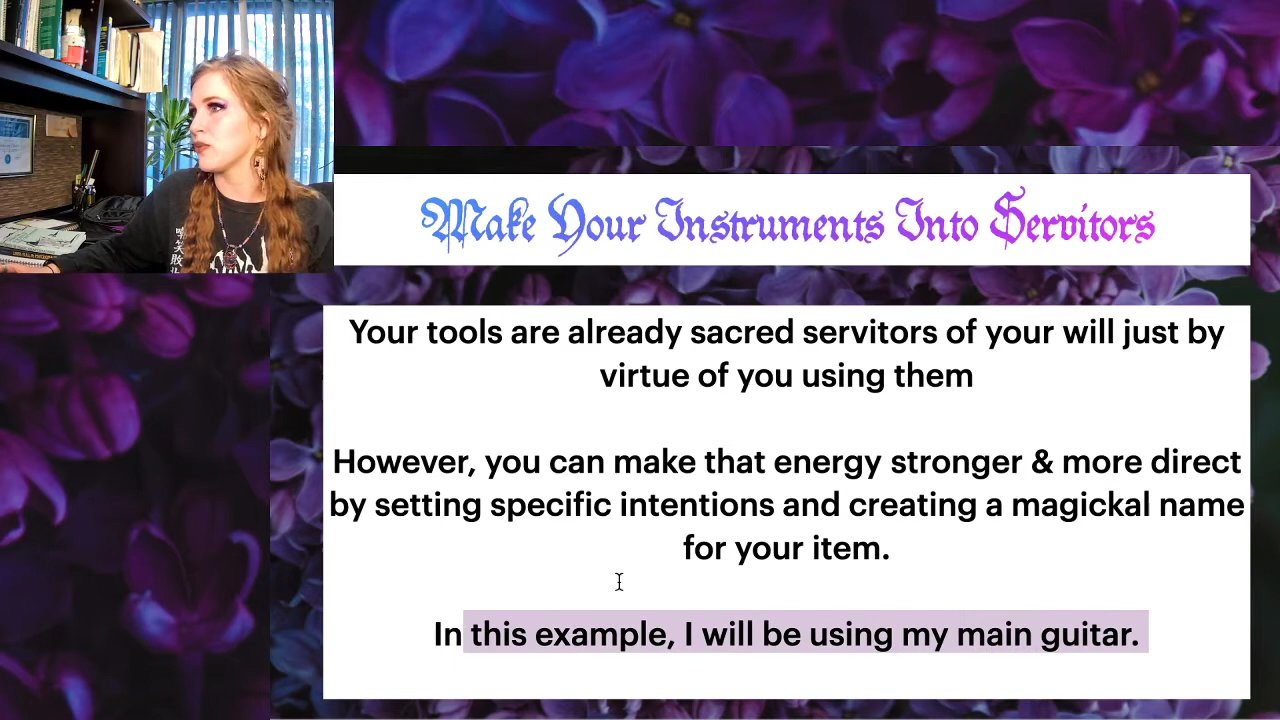 Make Your Instruments Into Servitors
Your tools are already sacred servitors of your will just by
virtue of you using them
However, you can make that energy stronger & more direct
by setting specific intentions and creating a magickal name
for your item.
In this example, I will be using my main guitar.